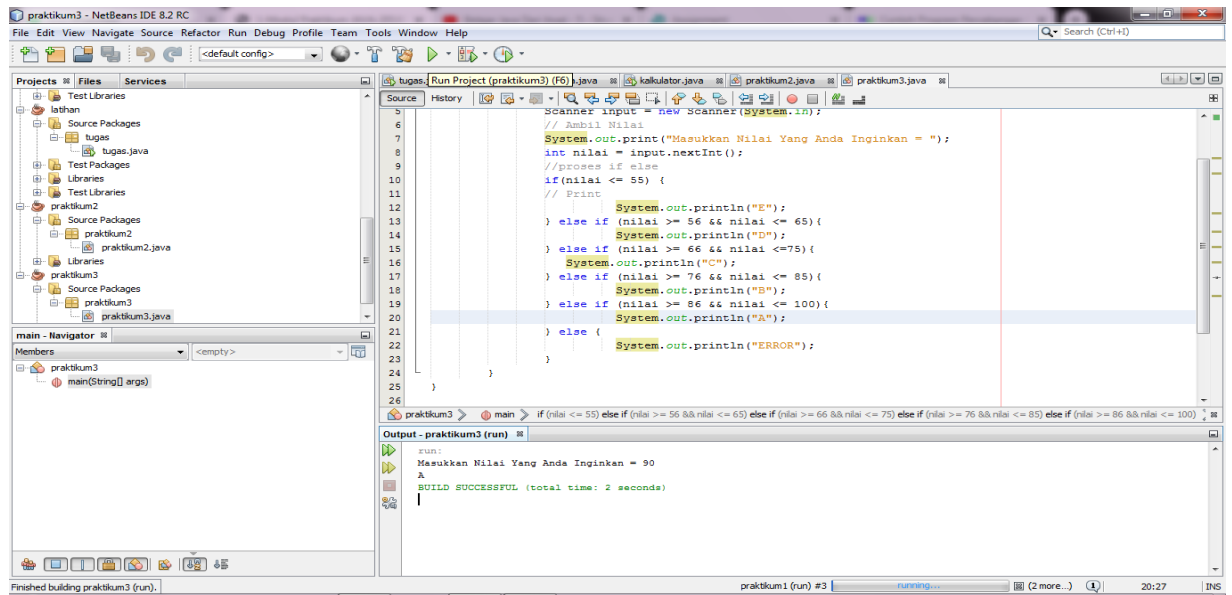 praktikum3 - NetBeans IDE 8.2 RC
File Edit View Navigate Source Refactor Run Debug Profile Team Tools Window Help
Search (Ctrl+I)
<default config>
Projects Files Services
Test Libraries
latihan
Source Packages
tugas
tugas.java
Test Packages
Libraries
Test Libraries
praktikum2
Source Packages
praktikum2
praktikum2.java
Libraries
praktikum3
Source Packages
praktikum3
praktikum3.java
main - Navigator
Members <empty>
praktikum3
main(String[] args)
tugas. Run Project (praktikum3) (F6) .java kalkulator.java praktikum2.java praktikum3.java
Source History
5 Scanner input = new Scanner(System.in);
6 // Ambil Nilai
7 System.out.print("Masukkan Nilai Yang Anda Inginkan = ");
8 int nilai = input.nextInt();
9 //proses if else
10 if(nilai <= 55) {
11 // Print
12 System.out.println("E");
13 } else if (nilai >= 56 && nilai <= 65){
14 System.out.println("D");
15 } else if (nilai >= 66 && nilai <=75){
16 System.out.println("C");
17 } else if (nilai >= 76 && nilai <= 85){
18 System.out.println("B");
19 } else if (nilai >= 86 && nilai <= 100){
20 System.out.println("A");
21 } else {
22 System.out.println("ERROR");
23 }
24 }
25 }
26
praktikum3 main if (nilai <= 55) else if (nilai >= 56 && nilai <= 65) else if (nilai >= 66 && nilai <= 75) else if (nilai >= 76 && nilai <= 85) else if (nilai >= 86 && nilai <= 100)
Output - praktikum3 (run)
run:
Masukkan Nilai Yang Anda Inginkan = 90
A
BUILD SUCCESSFUL (total time: 2 seconds)
Finished building praktikum3 (run).
praktikum1 (run) #3 running... (2 more...) 1 20:27 INS